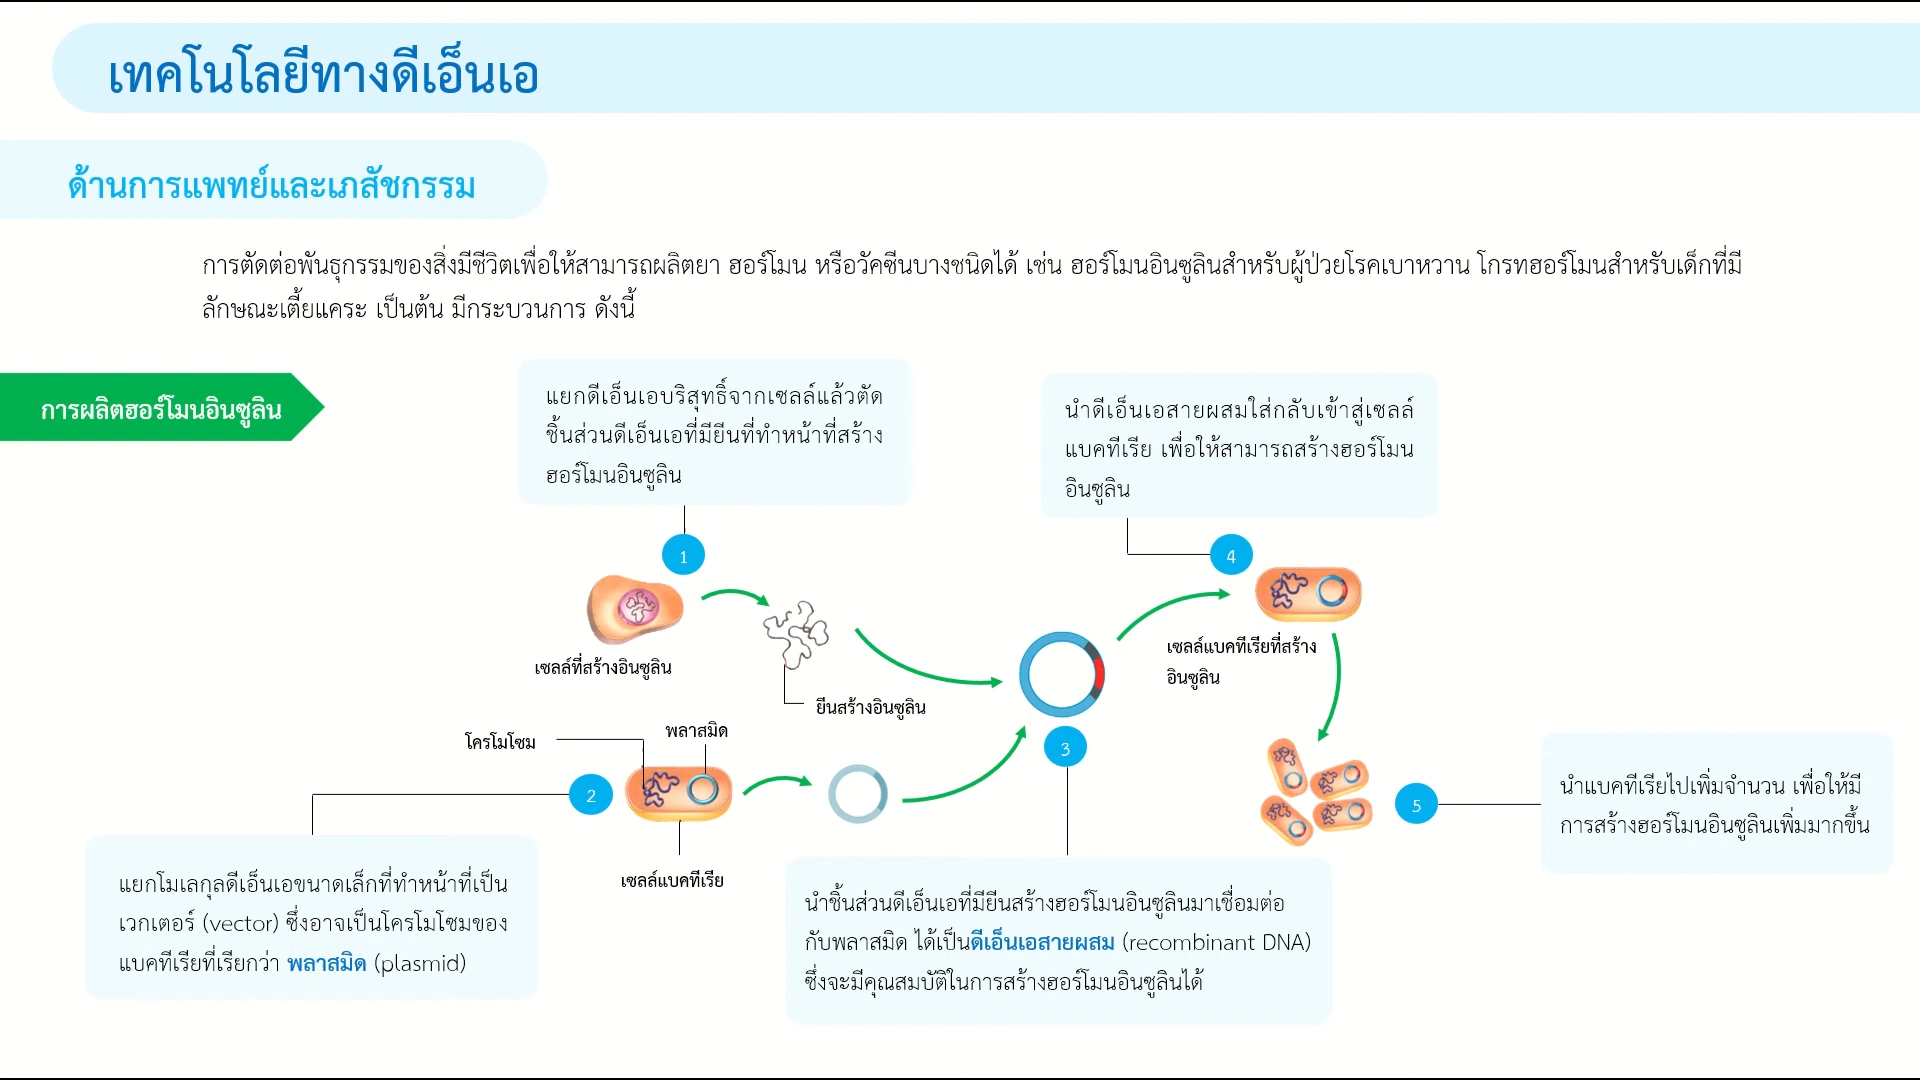 เทคโนโลยีทางดีเอ็นเอ
ด้านการแพทย์และเภสัชกรรม
การตัดต่อพันธุกรรมของสิ่งมีชีวิตเพื่อให้สามารถผลิตยา ฮอร์โมน หรือวัคซีนบางชนิดได้ เช่น ฮอร์โมนอินซูลินสำหรับผู้ป่วยโรคเบาหวาน โกรทฮอร์โมนสำหรับเด็กที่มี
ลักษณะเตี้ยแคระ เป็นต้น มีกระบวนการ ดังนี้
การผลิตฮอร์โมนอินซูลิน
แยกดีเอ็นเอบริสุทธิ์จากเซลล์แล้วตัด
ชิ้นส่วนดีเอ็นเอที่มียีนที่ทำหน้าที่สร้าง
ฮอร์โมนอินซูลิน
1
เซลล์ที่สร้างอินซูลิน
ยีนสร้างอินซูลิน
โครโมโซม
พลาสมิด
2
เซลล์แบคทีเรีย
แยกโมเลกุลดีเอ็นเอขนาดเล็กที่ทำหน้าที่เป็น
เวกเตอร์ (vector) ซึ่งอาจเป็นโครโมโซมของ
แบคทีเรียที่เรียกว่า พลาสมิด (plasmid)
3
นำชิ้นส่วนดีเอ็นเอที่มียีนสร้างฮอร์โมนอินซูลินมาเชื่อมต่อ
กับพลาสมิด ได้เป็นดีเอ็นเอสายผสม (recombinant DNA)
ซึ่งจะมีคุณสมบัติในการสร้างฮอร์โมนอินซูลินได้
นำดีเอ็นเอสายผสมใส่กลับเข้าสู่เซลล์
แบคทีเรีย เพื่อให้สามารถสร้างฮอร์โมน
อินซูลิน
4
เซลล์แบคทีเรียที่สร้าง
อินซูลิน
5
นำแบคทีเรียไปเพิ่มจำนวน เพื่อให้มี
การสร้างฮอร์โมนอินซูลินเพิ่มมากขึ้น